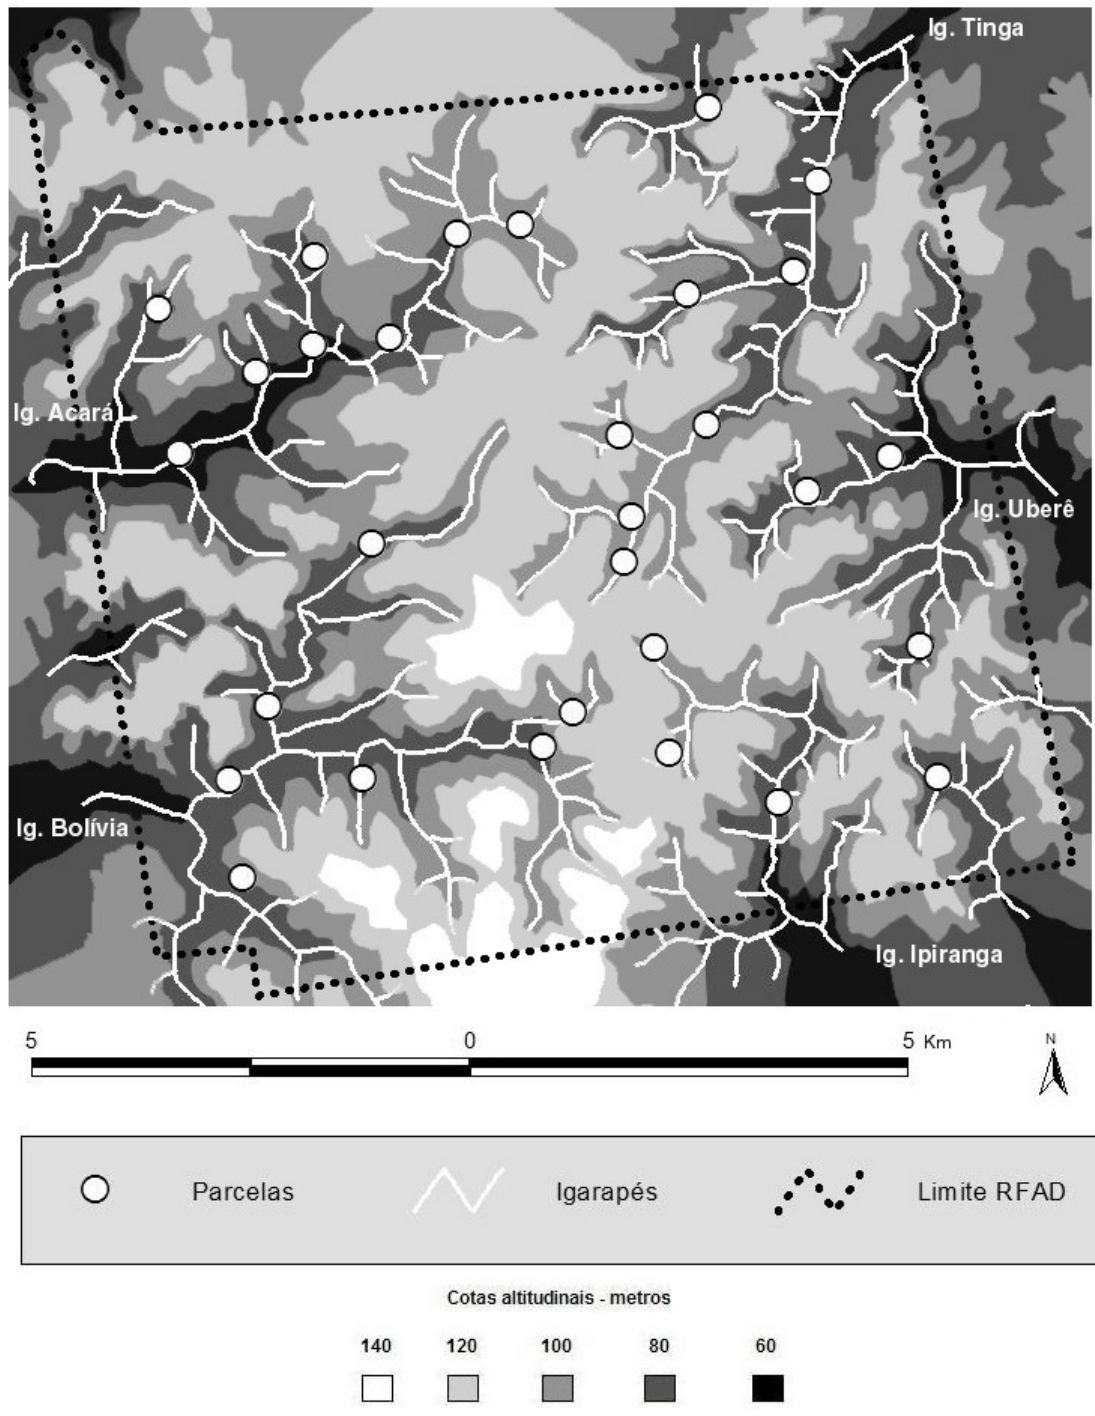 Ig. Tinga
Ig. Acará
Ig. Uberê
Ig. Bolívia
Ig. Ipiranga
5 0 5 Km
N
Parcelas Igarapés Limite RFAD
Cotas altitudinais - metros
140 120 100 80 60